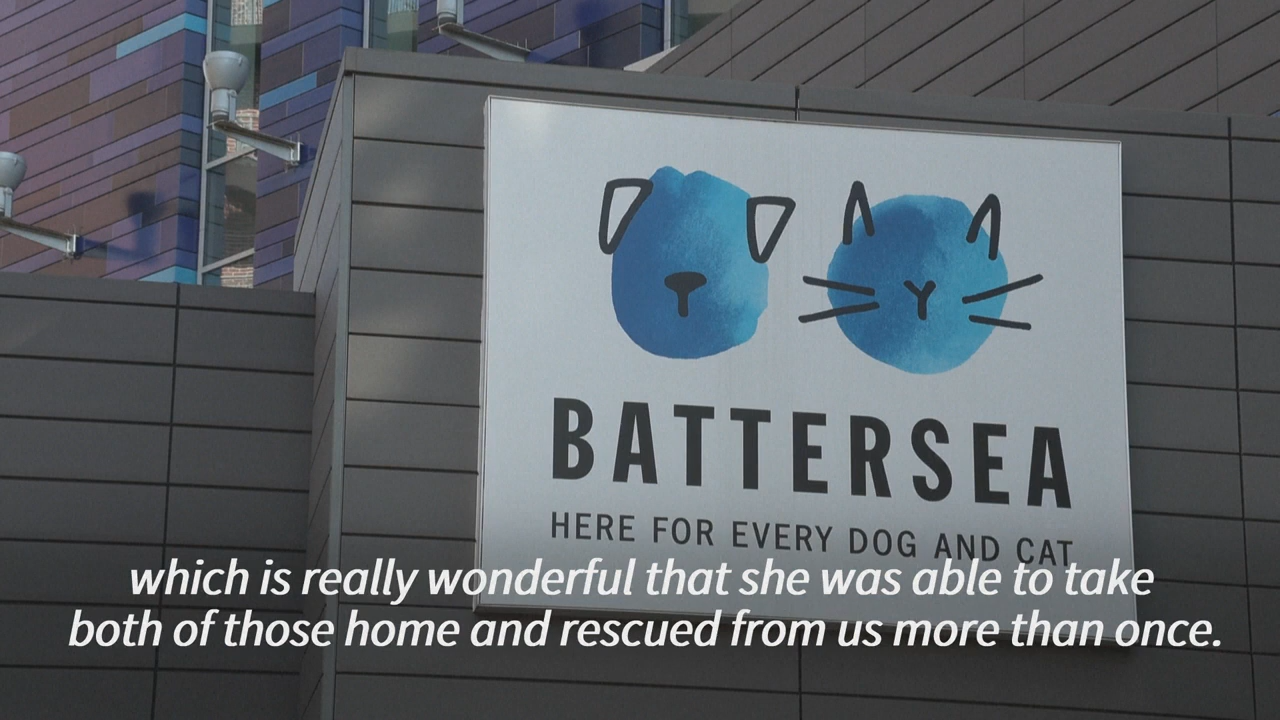 BATTERSEA
HERE FOR EVERY DOG AND CAT
which is really wonderful that she was able to take
both of those home and rescued from us more than once.